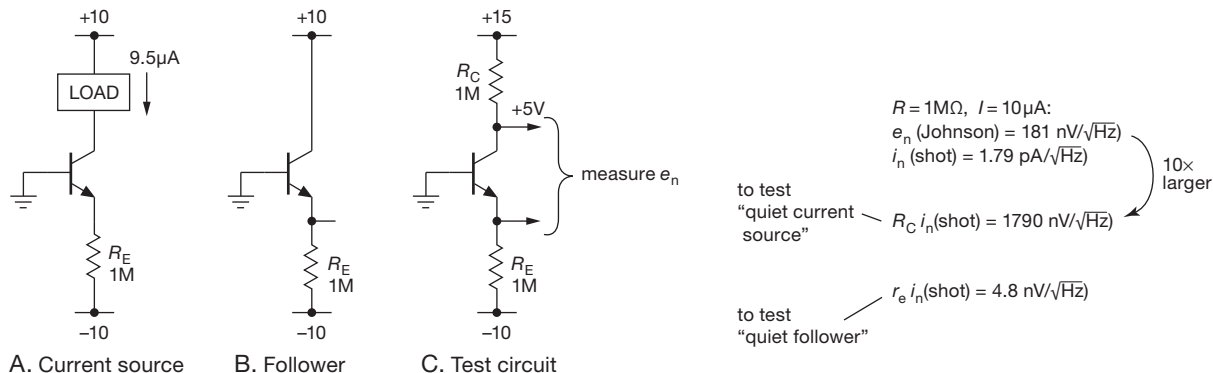 +10
9.5µA
LOAD
R_E
1M
–10
A. Current source
+10
R_E
1M
–10
B. Follower
+15
R_C
1M
+5V
measure e_n
R_E
1M
–10
C. Test circuit
R = 1MΩ, I = 10µA:
e_n (Johnson) = 181 nV/√Hz)
i_n (shot) = 1.79 pA/√Hz)
10×
larger
to test
“quiet current
source”
R_C i_n(shot) = 1790 nV/√Hz)
r_e i_n(shot) = 4.8 nV/√Hz)
to test
“quiet follower”